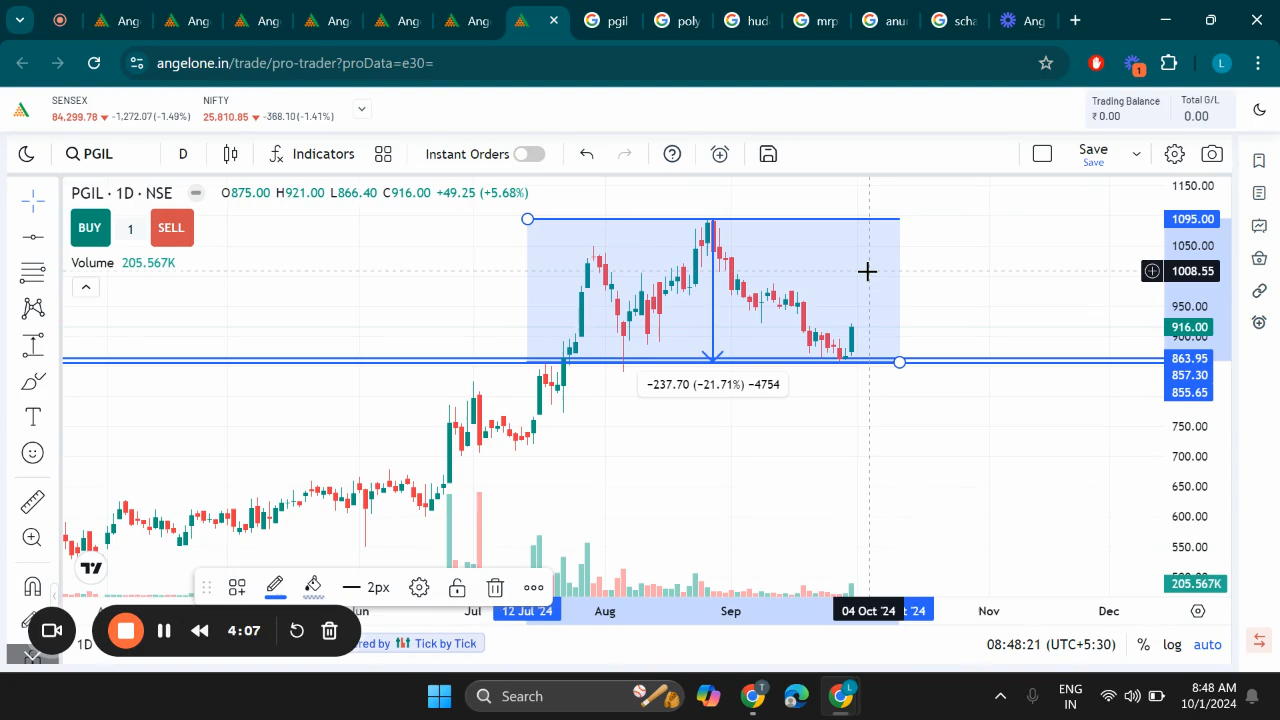 Ang
Ang
Ang
Ang
Ang
Ang
pgil
poly
hud
mrp
anu
scha
Ang
angelone.in/trade/pro-trader?proData=e30=
1
L
SENSEX
84,299.78 -1,272.07 (-1.49%)
NIFTY
25,810.85 -368.10 (-1.41%)
Trading Balance
₹ 0.00
Total G/L
0.00
PGIL
D
Indicators
Instant Orders
Save
Save
PGIL · 1D · NSE
O875.00 H921.00 L866.40 C916.00 +49.25 (+5.68%)
BUY
1
SELL
Volume 205.567K
1150.00
1095.00
1050.00
1008.55
950.00
916.00
900.00
863.95
857.30
855.65
750.00
700.00
650.00
600.00
550.00
205.567K
-237.70 (-21.71%) -4754
2px
Jun
Jul
12 Jul '24
Aug
Sep
04 Oct '24
t '24
Nov
Dec
4:07
1D
ered by Tick by Tick
08:48:21 (UTC+5:30)
%
log
auto
Search
T
L
ENG
IN
8:48 AM
10/1/2024